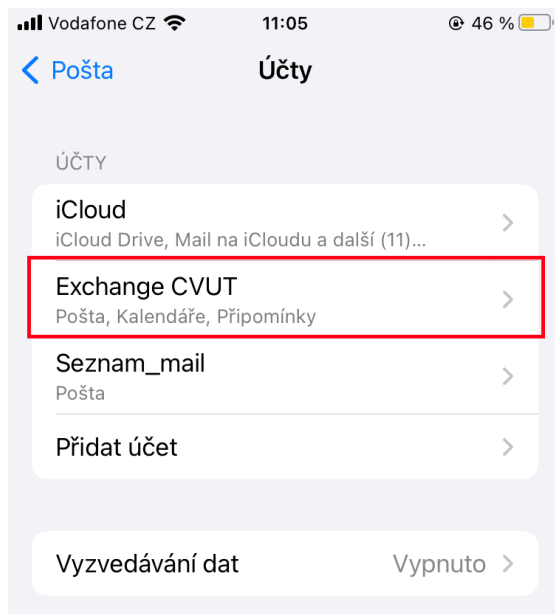 Vodafone CZ 11:05 46 %
Pošta Účty
ÚČTY
iCloud
iCloud Drive, Mail na iCloudu a další (11)...
Exchange CVUT
Pošta, Kalendáře, Připomínky
Seznam_mail
Pošta
Přidat účet
Vyzvedávání dat Vypnuto